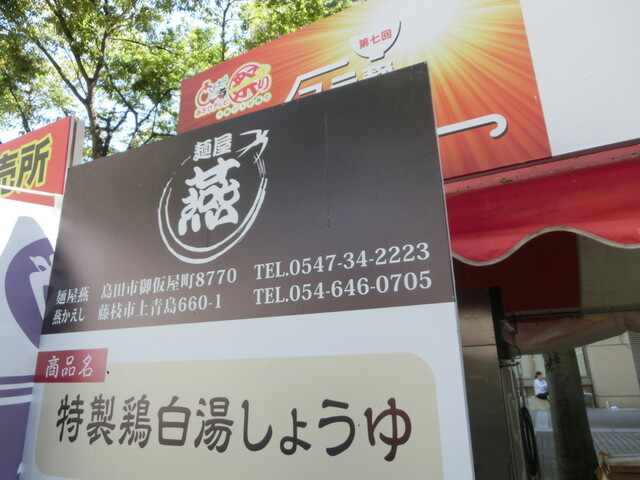 第七回
祭り
売所
麺屋
燕
麺屋燕 島田市御仮屋町8770 TEL.0547-34-2223
燕かえし 藤枝市上青島660-1 TEL.054-646-0705
商品名
特製鶏白湯しょうゆ